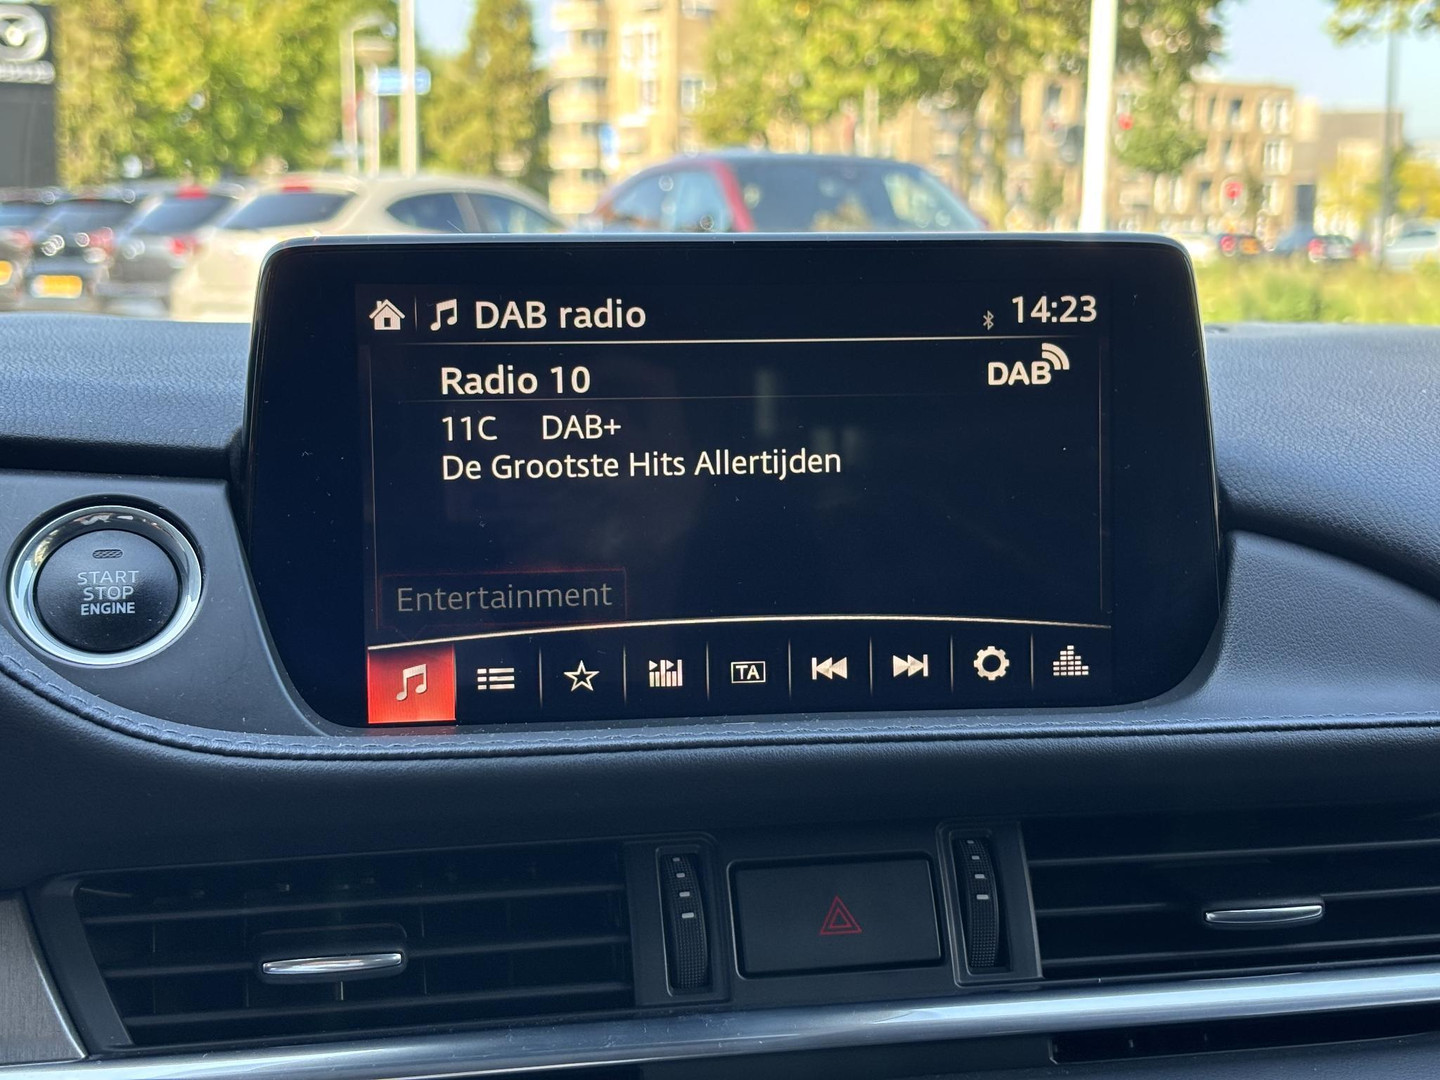 DAB radio
14:23
Radio 10
DAB
11C DAB+
De Grootste Hits Allertijden
Entertainment
TA
START
STOP
ENGINE